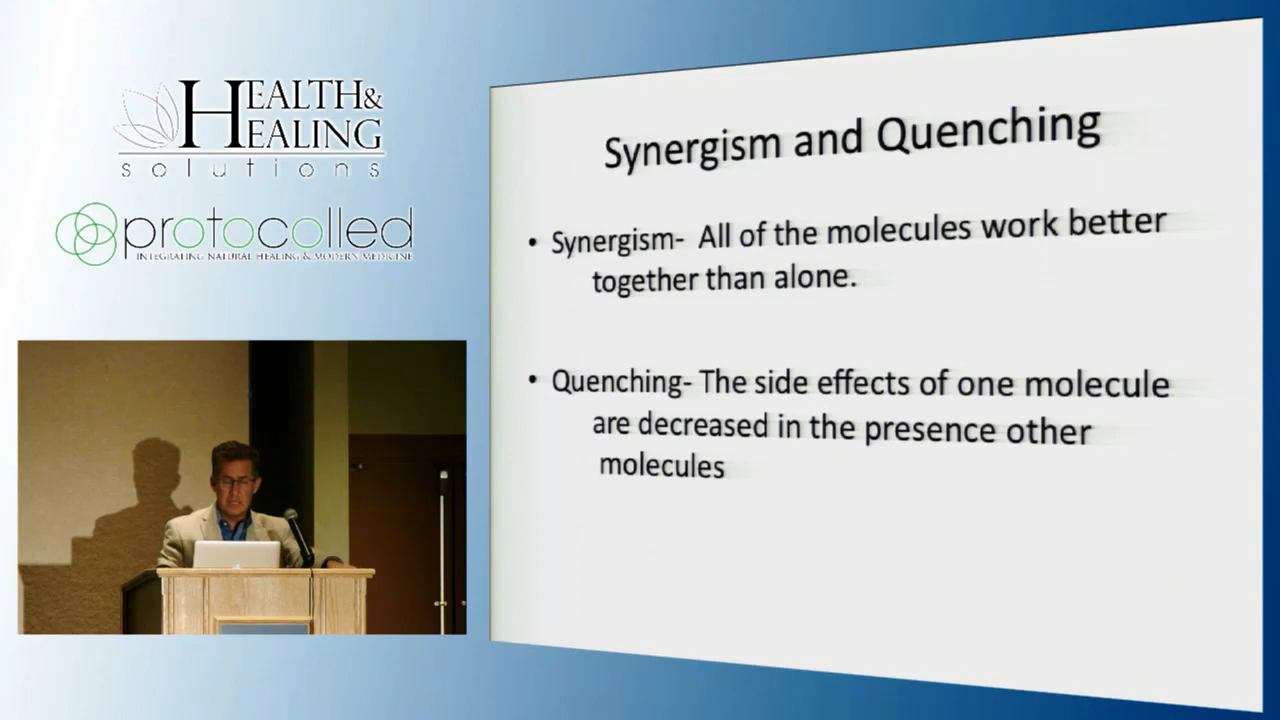 HEALTH&
HEALING
solutions
protocolled
INTEGRATING NATURAL HEALING & MODERN MEDICINE
Synergism and Quenching
• Synergism- All of the molecules work better
together than alone.
• Quenching- The side effects of one molecule
are decreased in the presence other
molecules